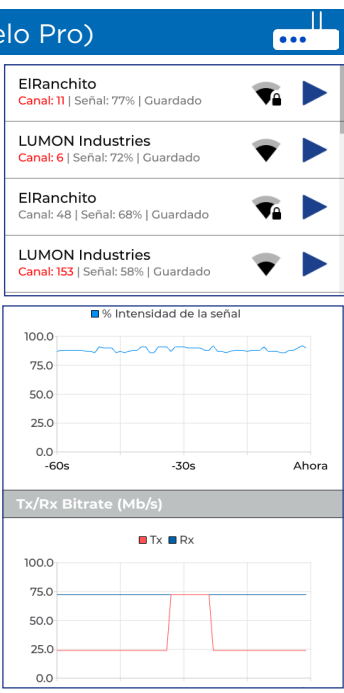 elo Pro)
ElRanchito
Canal: 11 | Señal: 77% | Guardado
LUMON Industries
Canal: 6 | Señal: 72% | Guardado
ElRanchito
Canal: 48 | Señal: 68% | Guardado
LUMON Industries
Canal: 153 | Señal: 58% | Guardado
% Intensidad de la señal
100.0
75.0
50.0
25.0
0.0
-60s -30s Ahora
Tx/Rx Bitrate (Mb/s)
Tx Rx
100.0
75.0
50.0
25.0
0.0